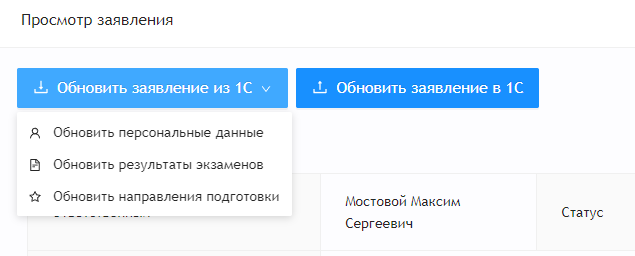 Просмотр заявления
Обновить заявление из 1С
Обновить заявление в 1С
Обновить персональные данные
Обновить результаты экзаменов
Обновить направления подготовки
Мостовой Максим
Сергеевич
Статус